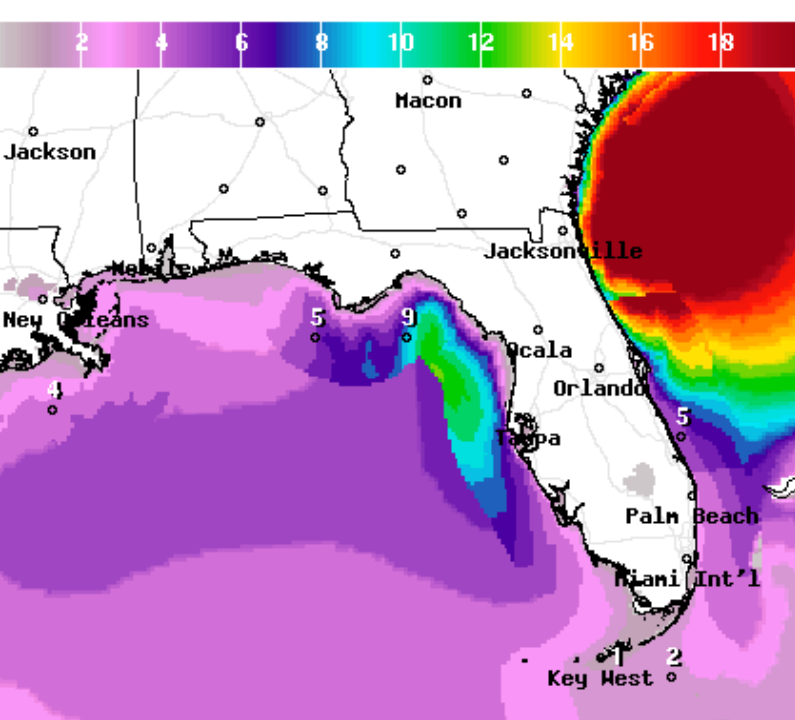 2 4 6 8 10 12 14 16 18
Macon
Jackson
Jacksonville
Mobile
New Orleans
5
9
Ocala
Orlando
4
5
Tampa
Palm Beach
Miami Int'l
1 2
Key West